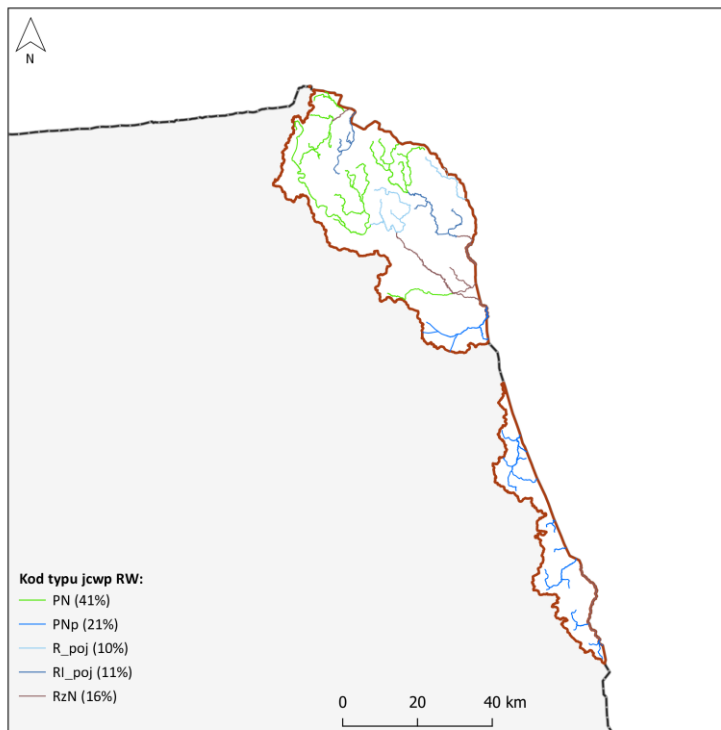 N
Kod typu jcwp RW:
PN (41%)
PNp (21%)
R_poj (10%)
Rl_poj (11%)
RzN (16%)
0 20 40 km